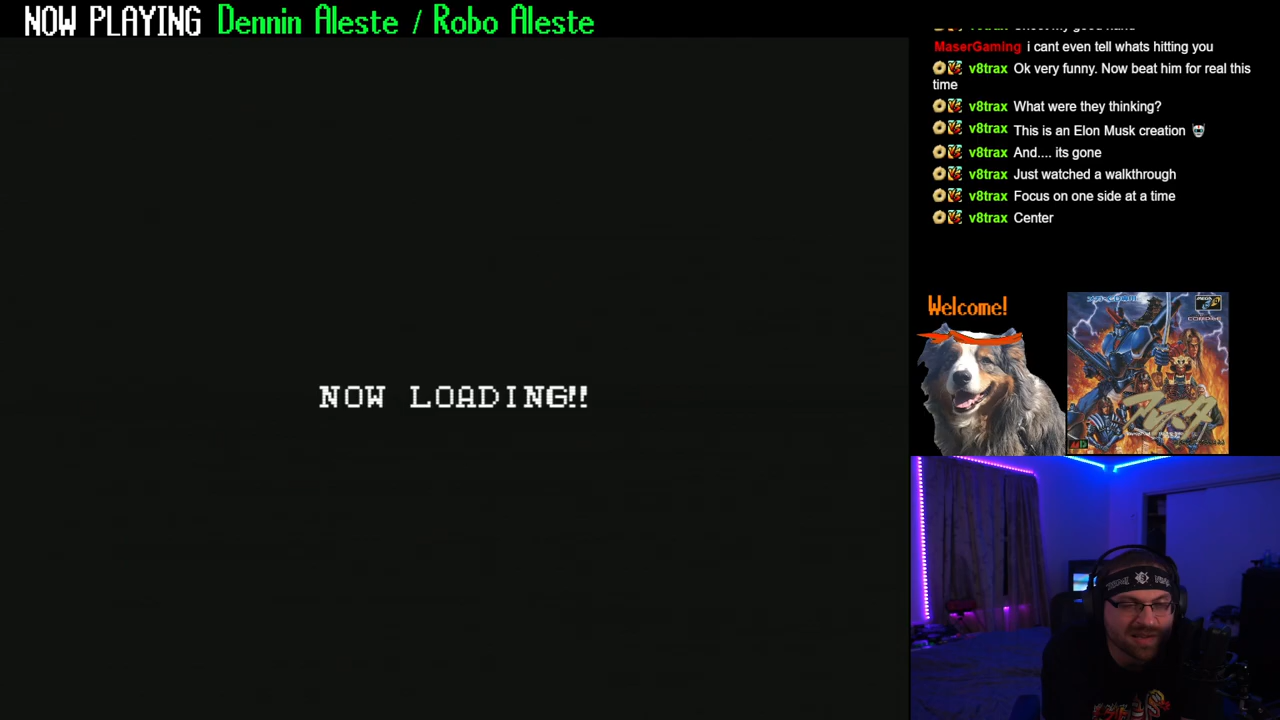 NOW PLAYING Dennin Aleste / Robo Aleste
MaserGaming i cant even tell whats hitting you
v8trax Ok very funny. Now beat him for real this
time
v8trax What were they thinking?
v8trax This is an Elon Musk creation
v8trax And.... its gone
v8trax Just watched a walkthrough
v8trax Focus on one side at a time
v8trax Center
Welcome!
NOW LOADING!!